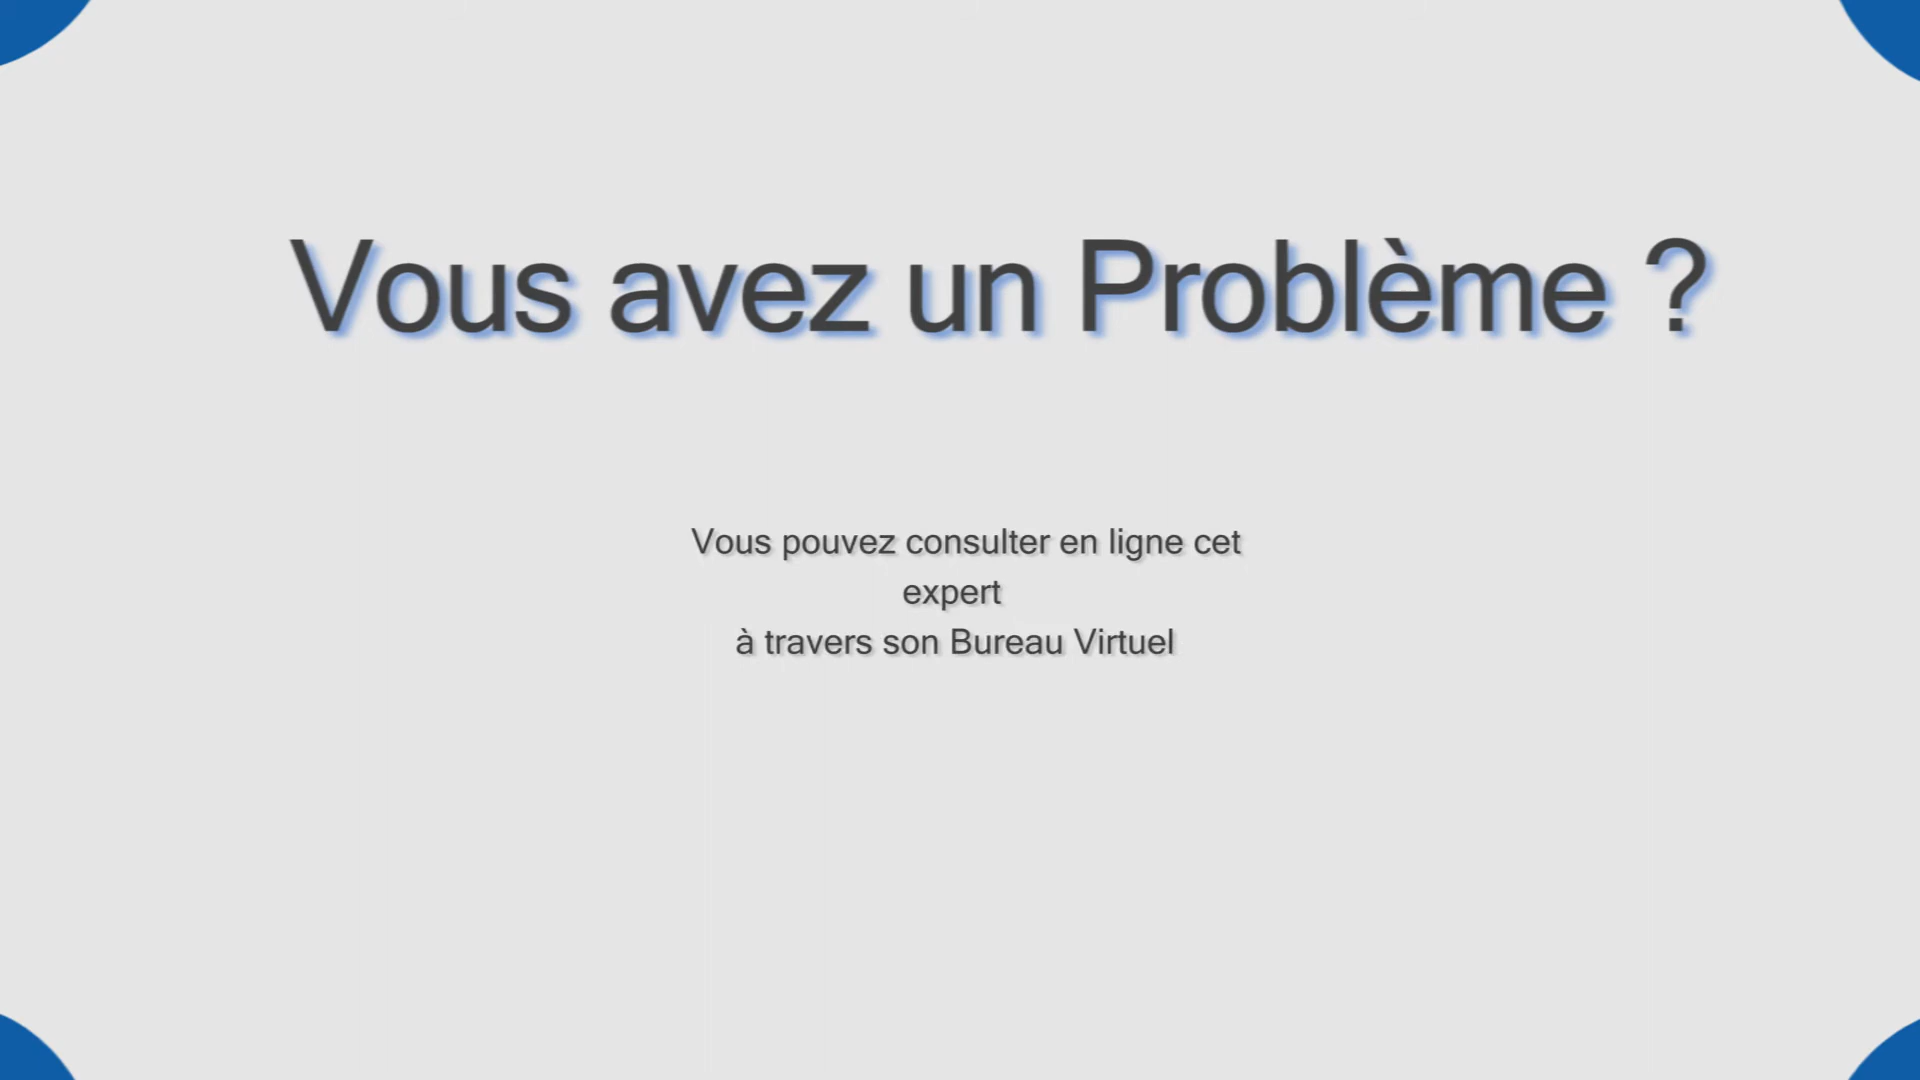 Vous avez un Problème ?
Vous pouvez consulter en ligne cet
expert
à travers son Bureau Virtuel